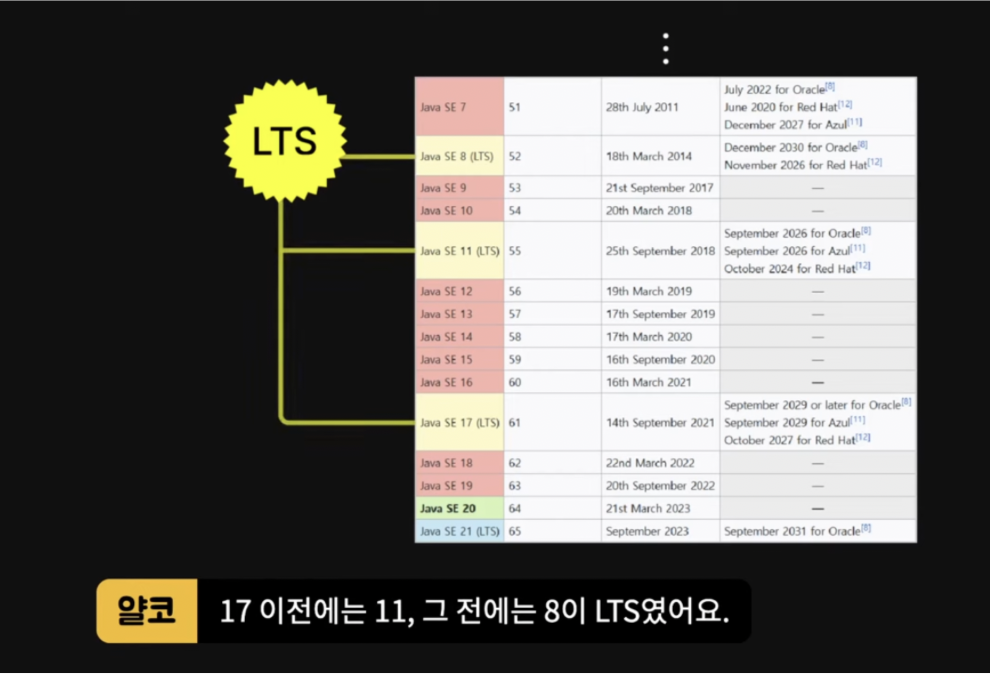 LTS
Java SE 7 51 28th July 2011 July 2022 for Oracle[8]
June 2020 for Red Hat[12]
December 2027 for Azul[11]
Java SE 8 (LTS) 52 18th March 2014 December 2030 for Oracle[8]
November 2026 for Red Hat[12]
Java SE 9 53 21st September 2017 —
Java SE 10 54 20th March 2018 —
Java SE 11 (LTS) 55 25th September 2018 September 2026 for Oracle[8]
September 2026 for Azul[11]
October 2024 for Red Hat[12]
Java SE 12 56 19th March 2019 —
Java SE 13 57 17th September 2019 —
Java SE 14 58 17th March 2020 —
Java SE 15 59 16th September 2020 —
Java SE 16 60 16th March 2021 —
Java SE 17 (LTS) 61 14th September 2021 September 2029 or later for Oracle[8]
September 2029 for Azul[11]
October 2027 for Red Hat[12]
Java SE 18 62 22nd March 2022 —
Java SE 19 63 20th September 2022 —
Java SE 20 64 21st March 2023 —
Java SE 21 (LTS) 65 September 2023 September 2031 for Oracle[8]
얄코 17 이전에는 11, 그 전에는 8이 LTS였어요.